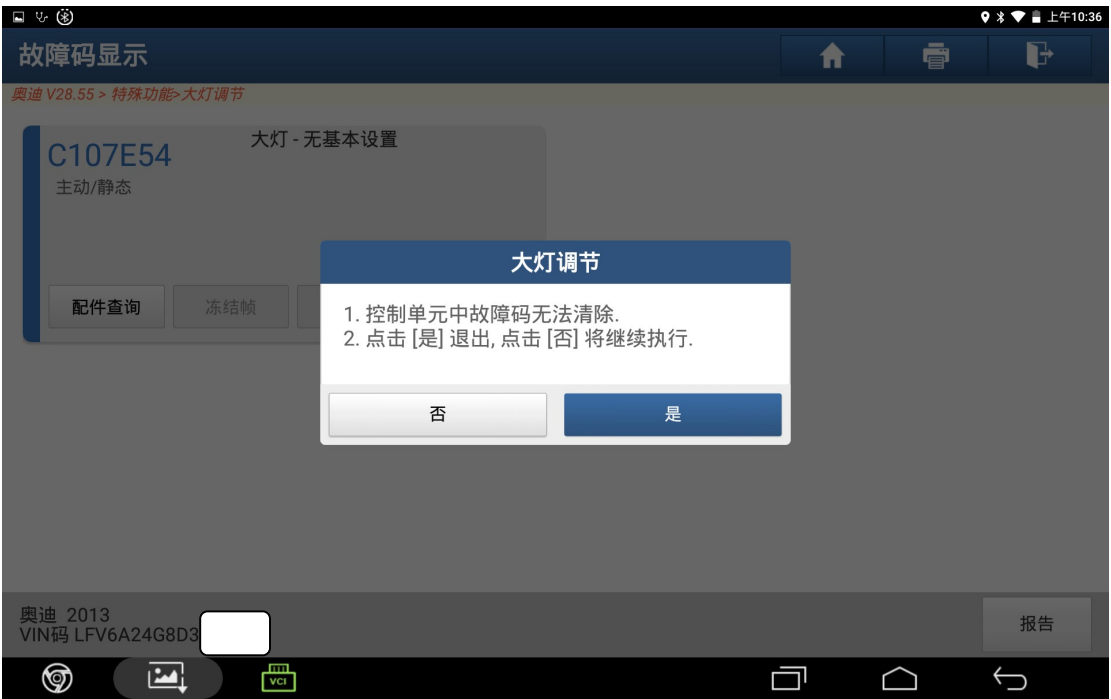 上午10:36
故障码显示
奥迪 V28.55 > 特殊功能>大灯调节
C107E54
大灯 - 无基本设置
主动/静态
配件查询
冻结帧
大灯调节
1. 控制单元中故障码无法清除.
2. 点击 [是] 退出, 点击 [否] 将继续执行.
否
是
奥迪 2013
VIN码 LFV6A24G8D3
报告
VCI